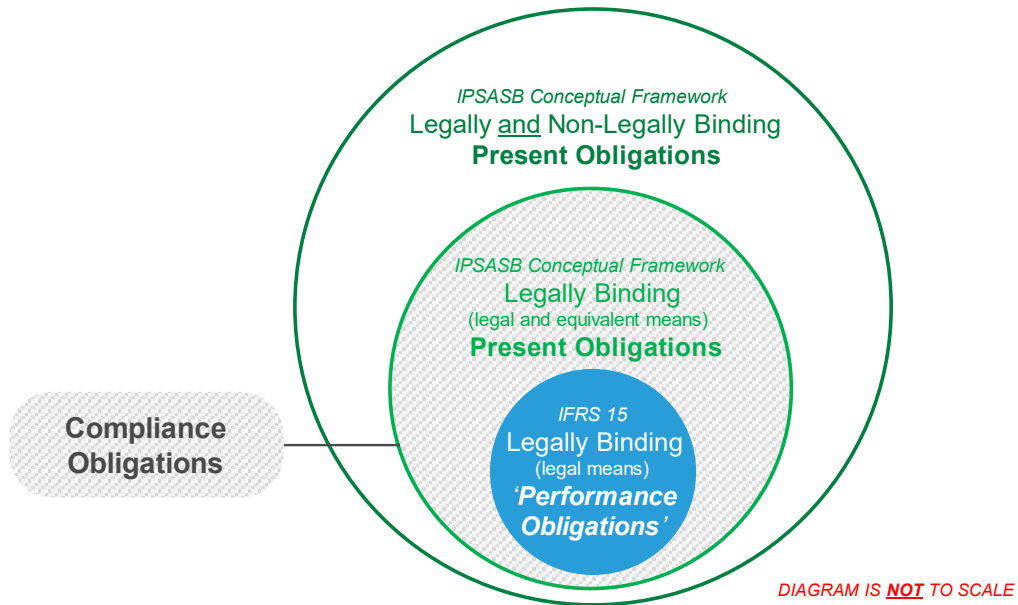 IPSASB Conceptual Framework
Legally and Non-Legally Binding
Present Obligations
IPSASB Conceptual Framework
Legally Binding
(legal and equivalent means)
Present Obligations
IFRS 15
Legally Binding
(legal means)
‘Performance
Obligations’
Compliance
Obligations
DIAGRAM IS NOT TO SCALE